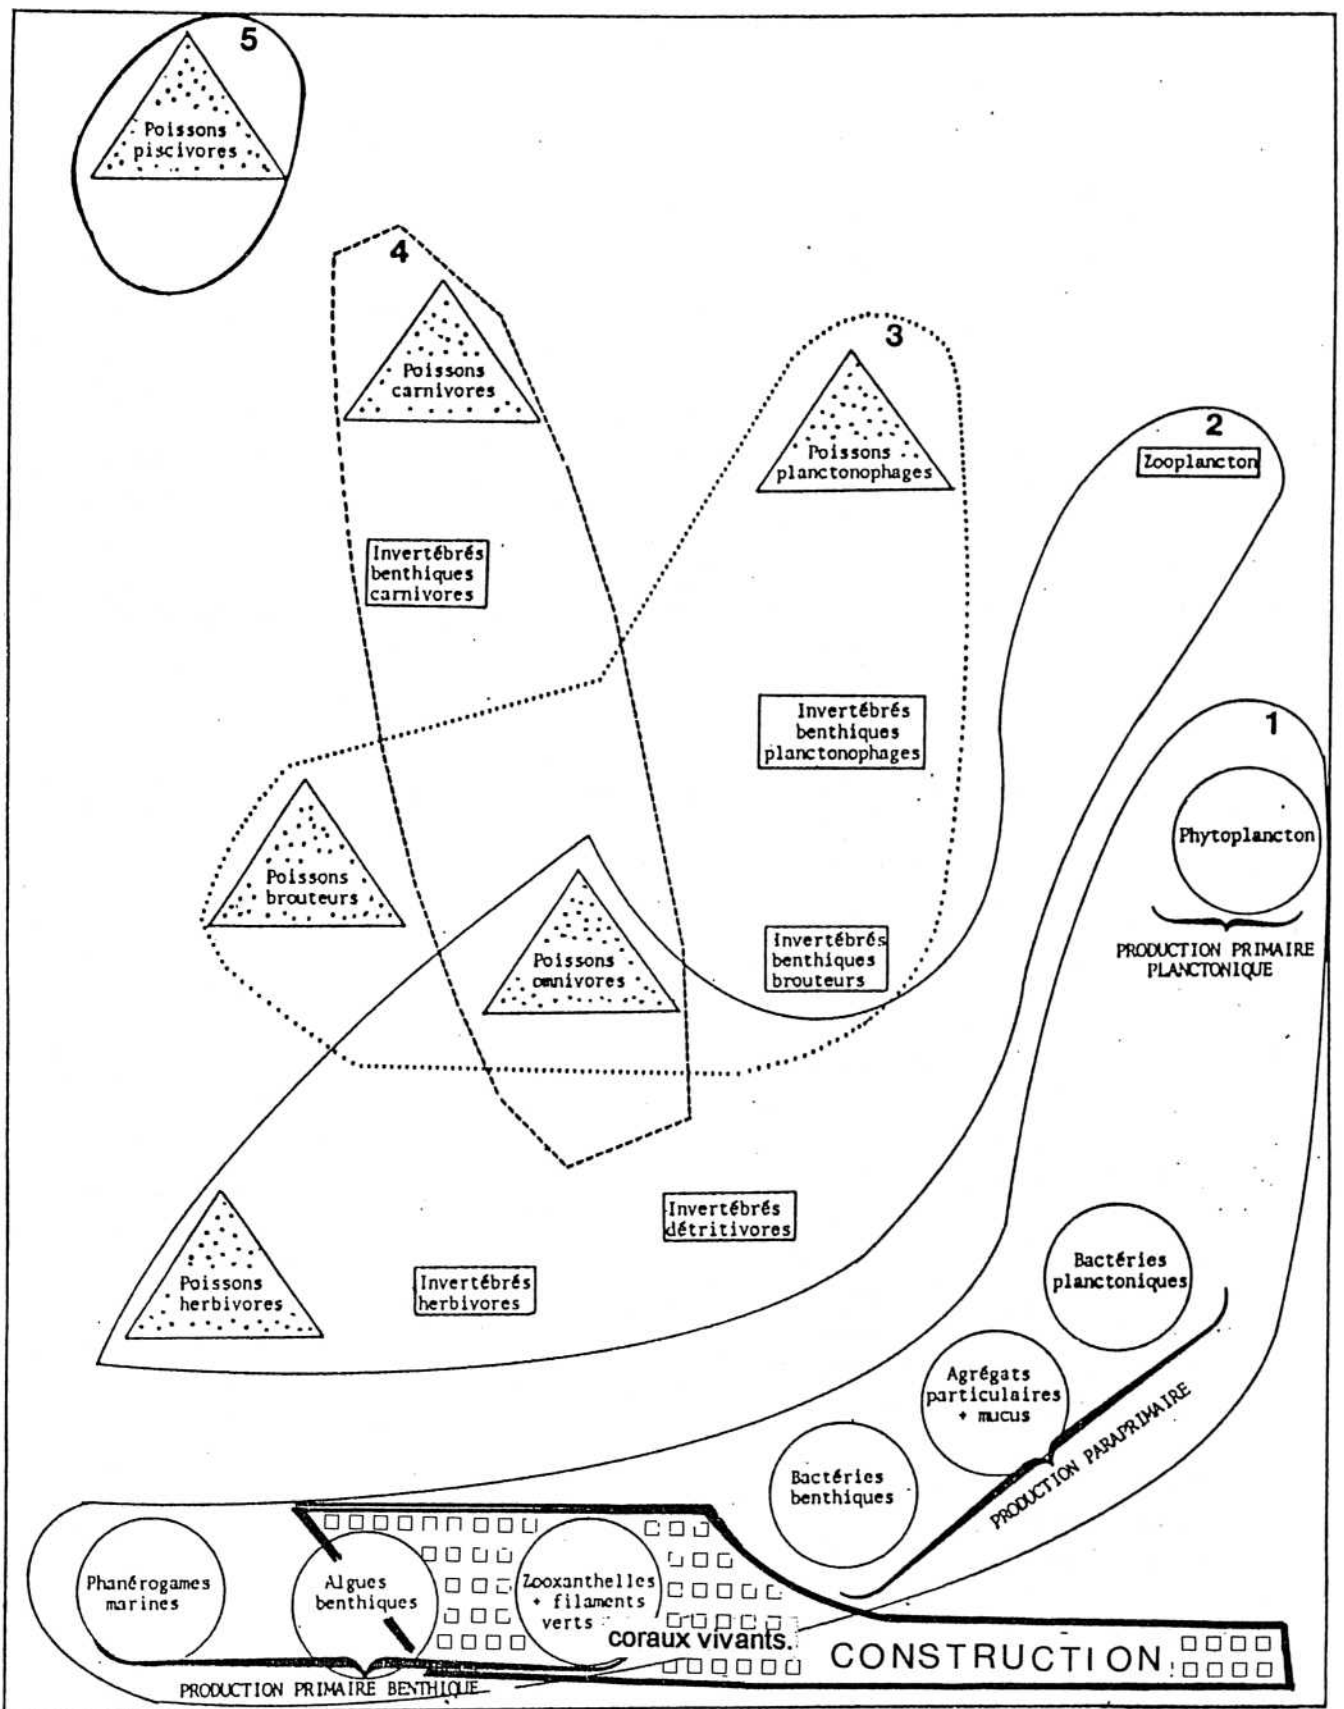 5
Poissons
piscivores
4
Poissons
carnivores
3
Poissons
planctonophages
2
Zooplancton
Invertébrés
benthiques
carnivores
Invertébrés
benthiques
planctonophages
1
Phytoplancton
PRODUCTION PRIMAIRE
PLANCTONIQUE
Poissons
brouteurs
Poissons
omnivores
Invertébrés
benthiques
brouteurs
Invertébrés
détritivores
Poissons
herbivores
Invertébrés
herbivores
Bactéries
planctoniques
Agrégats
particulaires
+ mucus
Bactéries
benthiques
PRODUCTION PARAPRIMAIRE
Phanérogames
marines
Algues
benthiques
Zooxanthelles
+ filaments
verts
coraux vivants.
CONSTRUCTION
PRODUCTION PRIMAIRE BENTHIQUE